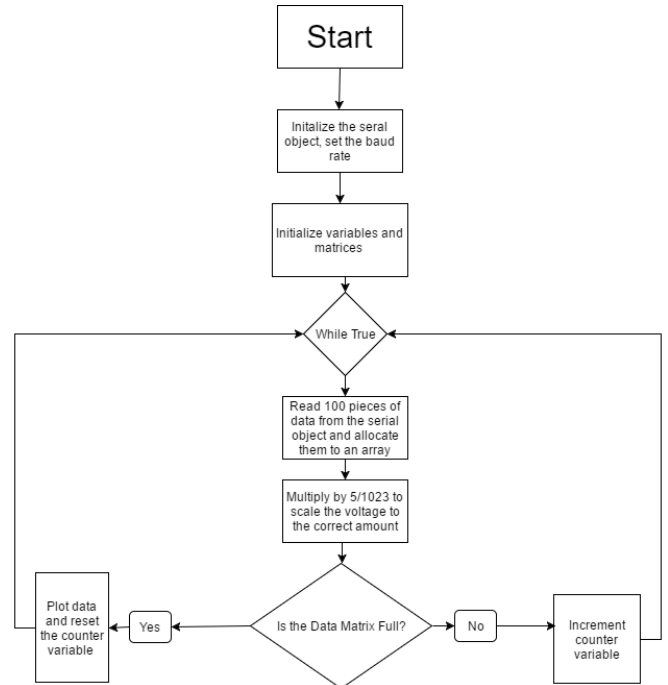 Start
Initalize the seral
object, set the baud
rate
Initialize variables and
matrices
While True
Read 100 pieces of
data from the serial
object and allocate
them to an array
Multiply by 5/1023 to
scale the voltage to
the correct amount
Is the Data Matrix Full?
Yes
No
Plot data
and reset
the counter
variable
Increment
counter
variable